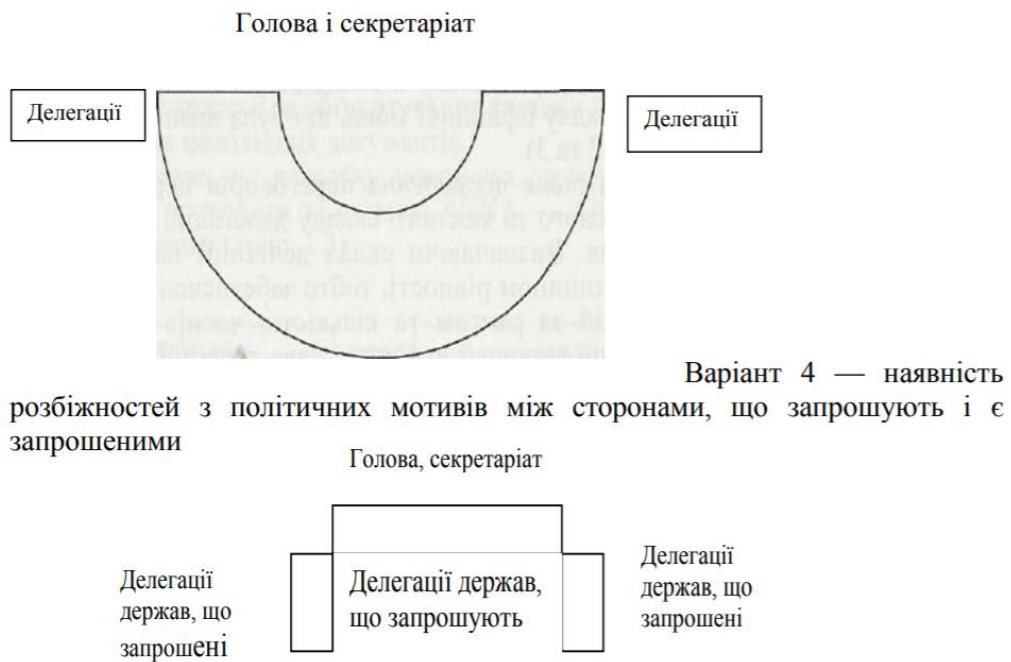 Голова і секретаріат
Делегації
Делегації
Варіант 4 — наявність
розбіжностей з політичних мотивів між сторонами, що запрошують і є
запрошеними
Голова, секретаріат
Делегації
держав, що
запрошені
Делегації держав,
що запрошують
Делегації
держав, що
запрошені